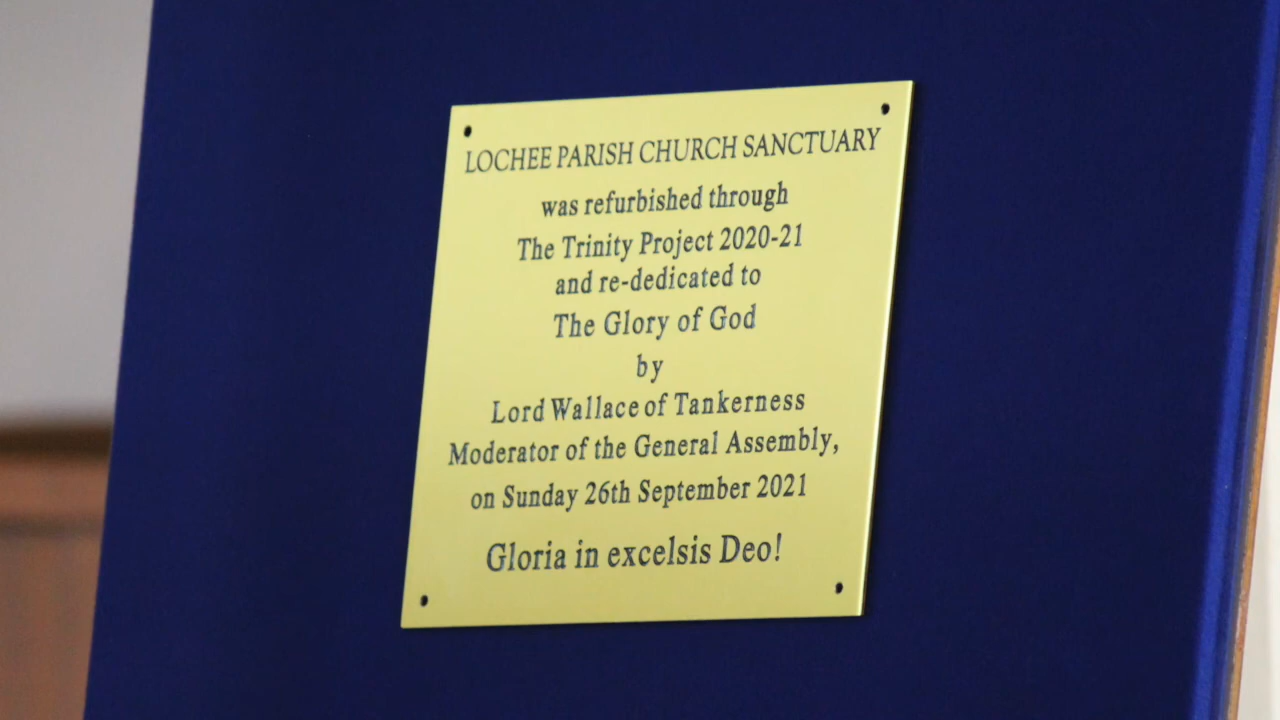 LOCHEE PARISH CHURCH SANCTUARY
was refurbished through
The Trinity Project 2020-21
and re-dedicated to
The Glory of God
by
Lord Wallace of Tankerness
Moderator of the General Assembly,
on Sunday 26th September 2021
Gloria in excelsis Deo!